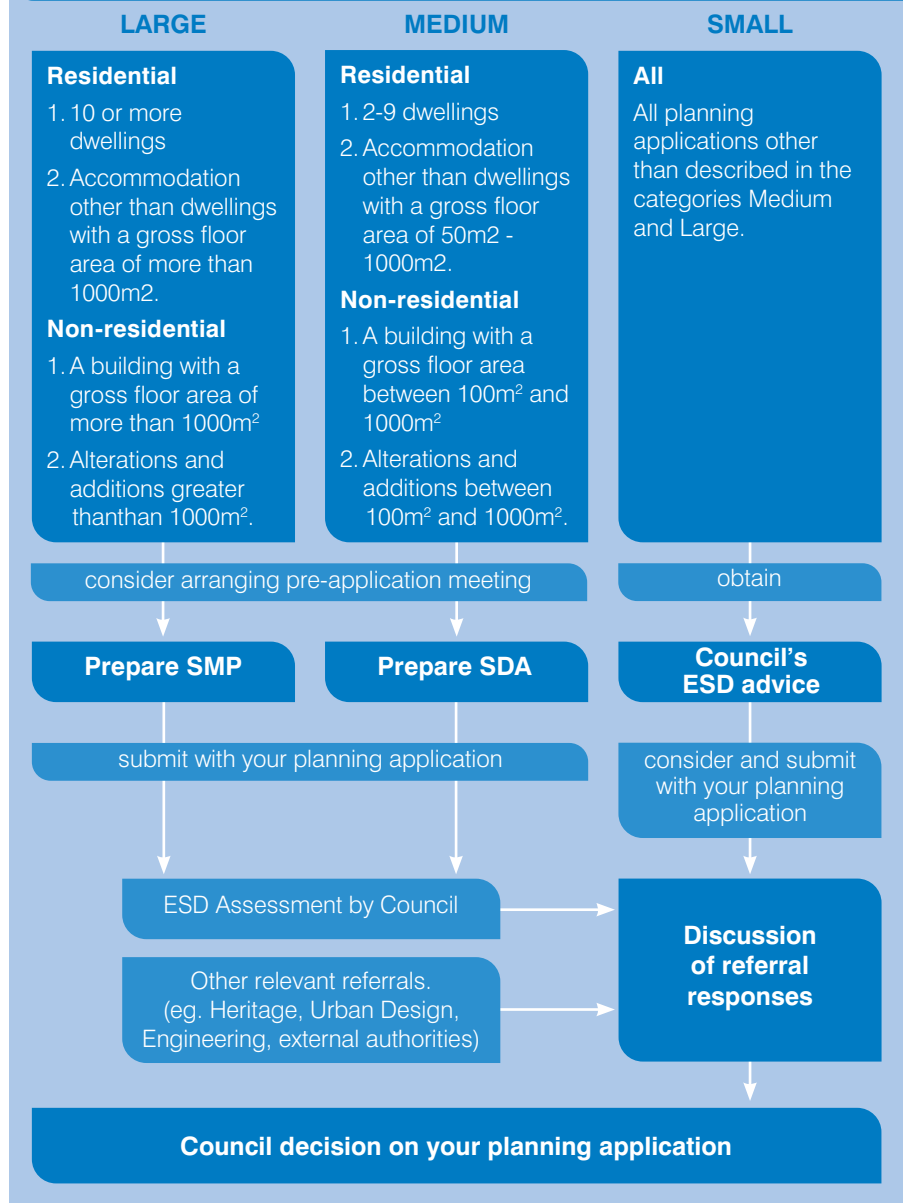 LARGE
MEDIUM
SMALL
Residential
1. 10 or more
dwellings
2. Accommodation
other than dwellings
with a gross floor
area of more than
1000m2.
Non-residential
1. A building with a
gross floor area of
more than 1000m²
2. Alterations and
additions greater
thanthan 1000m².
Residential
1. 2-9 dwellings
2. Accommodation
other than dwellings
with a gross floor
area of 50m2 -
1000m2.
Non-residential
1. A building with a
gross floor area
between 100m² and
1000m²
2. Alterations and
additions between
100m² and 1000m².
All
All planning
applications other
than described in the
categories Medium
and Large.
consider arranging pre-application meeting
obtain
Prepare SMP
Prepare SDA
Council's
ESD advice
submit with your planning application
consider and submit
with your planning
application
ESD Assessment by Council
Other relevant referrals.
(eg. Heritage, Urban Design,
Engineering, external authorities)
Discussion
of referral
responses
Council decision on your planning application